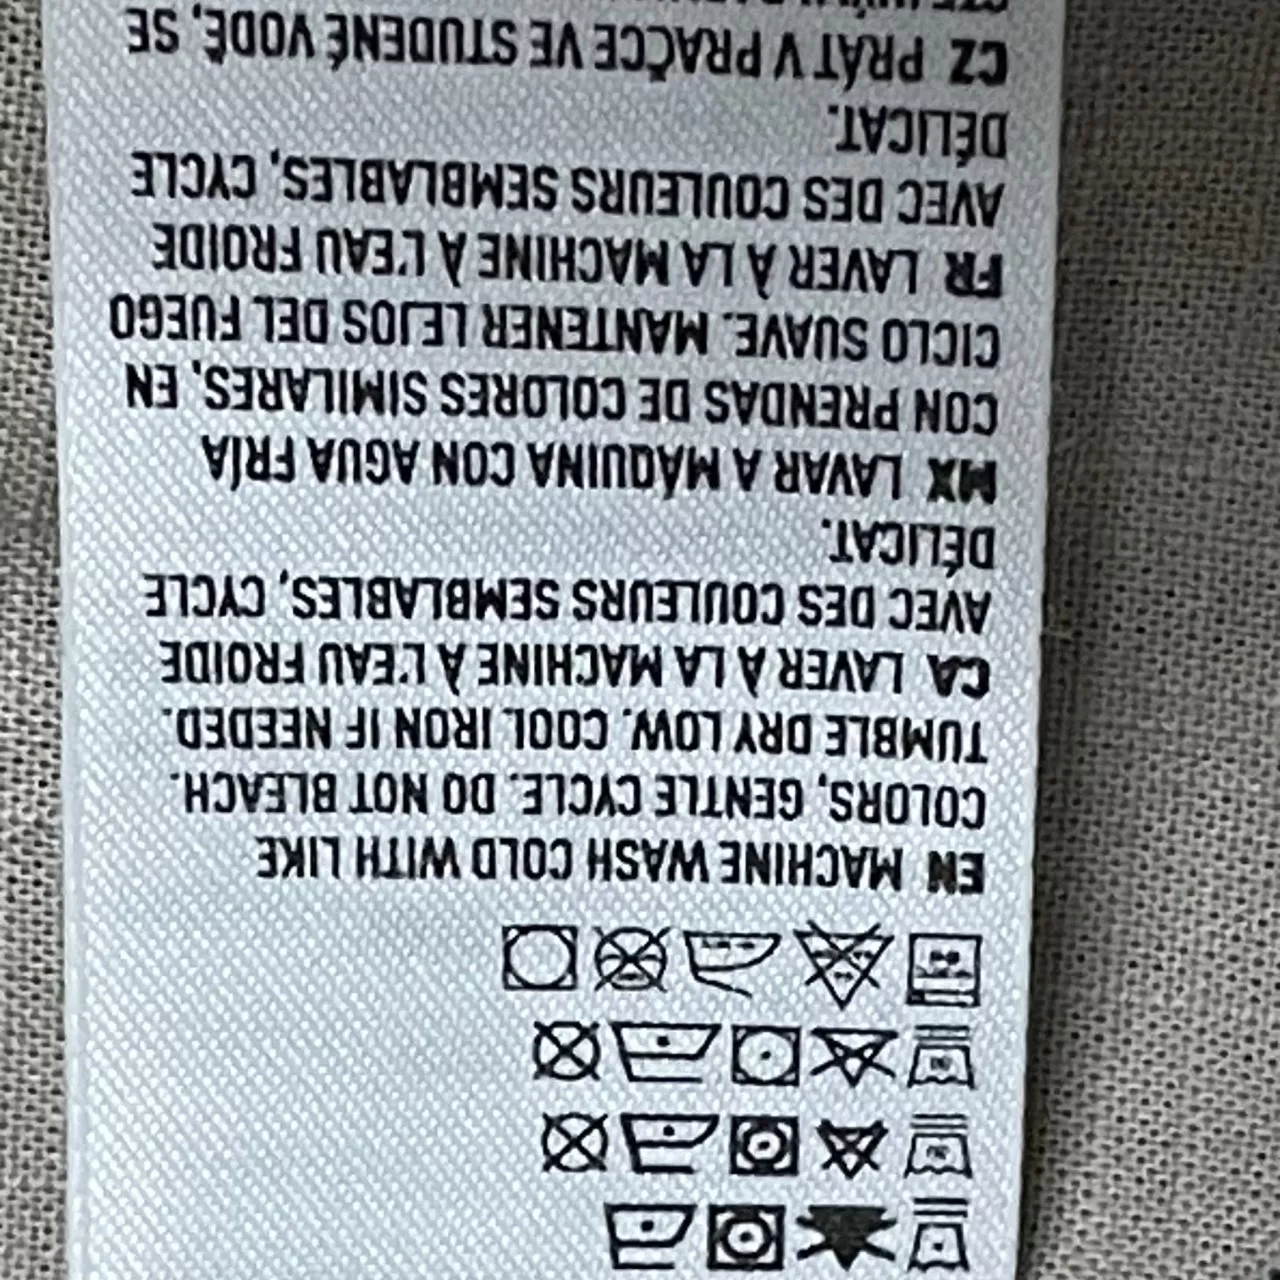 EN MACHINE WASH COLD WITH LIKE
COLORS, GENTLE CYCLE. DO NOT BLEACH.
TUMBLE DRY LOW. COOL IRON IF NEEDED.
CA LAVER À LA MACHINE À L'EAU FROIDE
AVEC DES COULEURS SEMBLABLES, CYCLE
DÉLICAT.
MX LAVAR A MÁQUINA CON AGUA FRÍA
CON PRENDAS DE COLORES SIMILARES, EN
CICLO SUAVE. MANTENER LEJOS DEL FUEGO
FR LAVER À LA MACHINE À L'EAU FROIDE
AVEC DES COULEURS SEMBLABLES, CYCLE
DÉLICAT.
CZ PRÁT V PRAČCE VE STUDENÉ VODĚ, SE